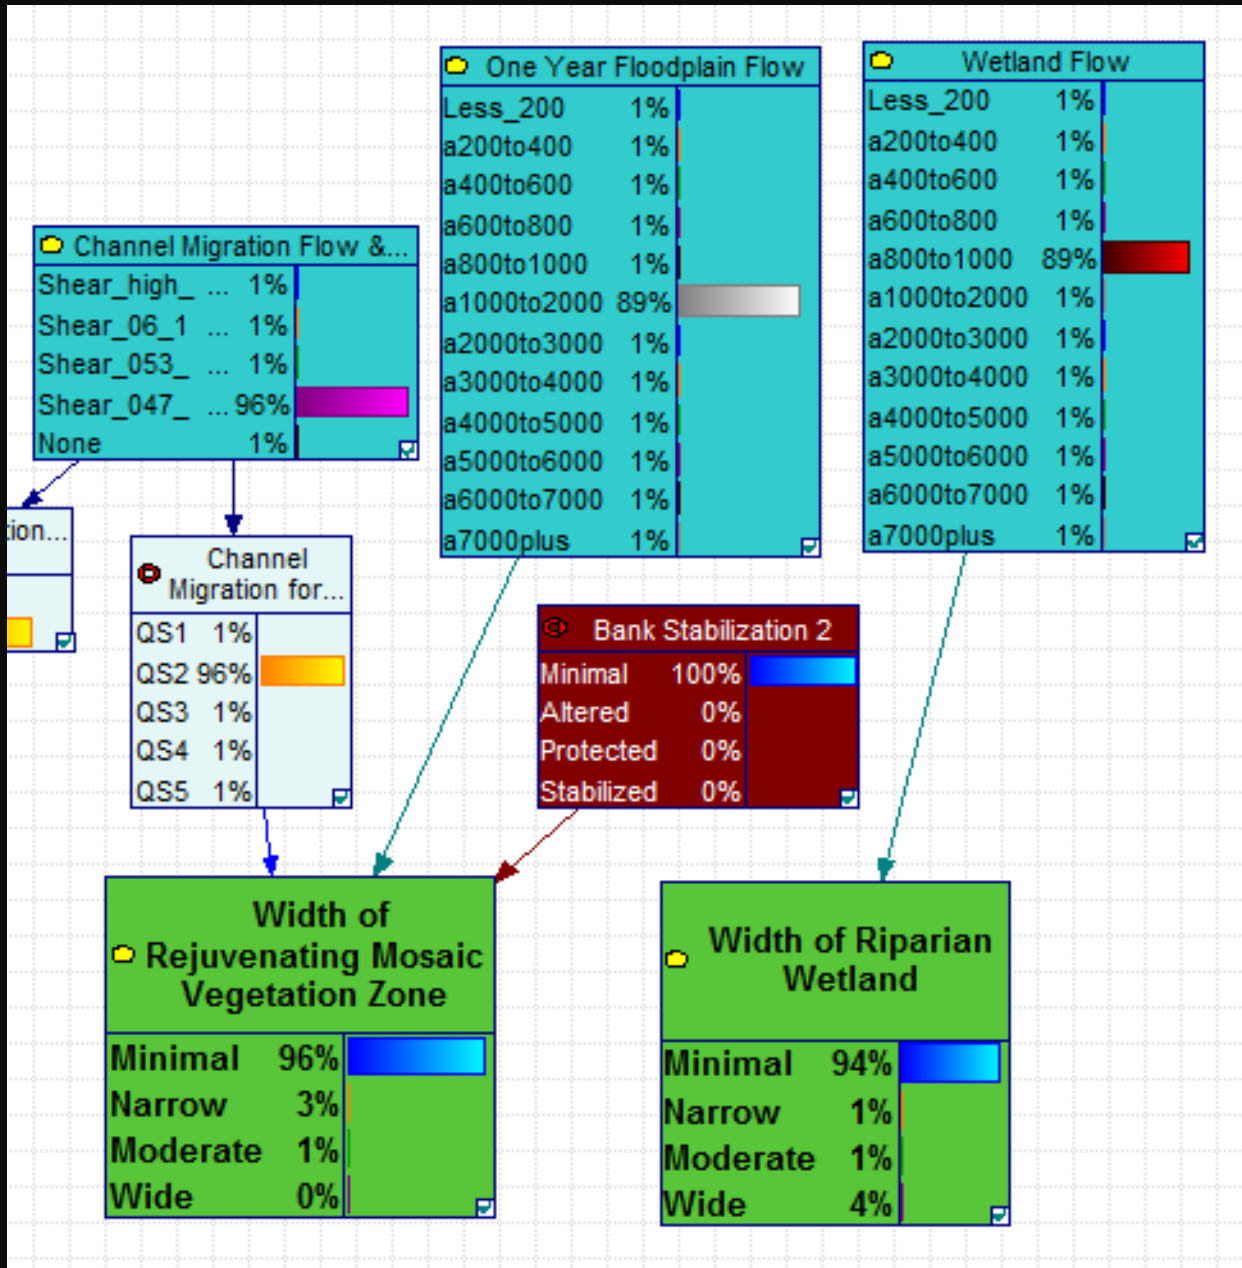 One Year Floodplain Flow
Less_200 1%
a200to400 1%
a400to600 1%
a600to800 1%
a800to1000 1%
a1000to2000 89%
a2000to3000 1%
a3000to4000 1%
a4000to5000 1%
a5000to6000 1%
a6000to7000 1%
a7000plus 1%
Wetland Flow
Less_200 1%
a200to400 1%
a400to600 1%
a600to800 1%
a800to1000 89%
a1000to2000 1%
a2000to3000 1%
a3000to4000 1%
a4000to5000 1%
a5000to6000 1%
a6000to7000 1%
a7000plus 1%
Channel Migration Flow &...
Shear_high_ ... 1%
Shear_06_1 ... 1%
Shear_053_ ... 1%
Shear_047_ ... 96%
None 1%
tion...
Channel
Migration for...
QS1 1%
QS2 96%
QS3 1%
QS4 1%
QS5 1%
Bank Stabilization 2
Minimal 100%
Altered 0%
Protected 0%
Stabilized 0%
Width of
Rejuvenating Mosaic
Vegetation Zone
Minimal 96%
Narrow 3%
Moderate 1%
Wide 0%
Width of Riparian
Wetland
Minimal 94%
Narrow 1%
Moderate 1%
Wide 4%